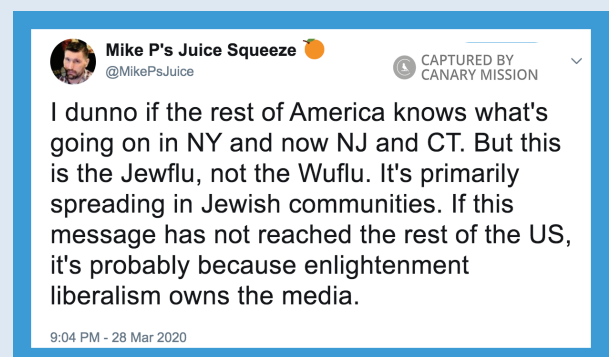 Mike P's Juice Squeeze 🍊
@MikePsJuice
CAPTURED BY
CANARY MISSION
I dunno if the rest of America knows what's
going on in NY and now NJ and CT. But this
is the Jewflu, not the Wuflu. It's primarily
spreading in Jewish communities. If this
message has not reached the rest of the US,
it's probably because enlightenment
liberalism owns the media.
9:04 PM - 28 Mar 2020